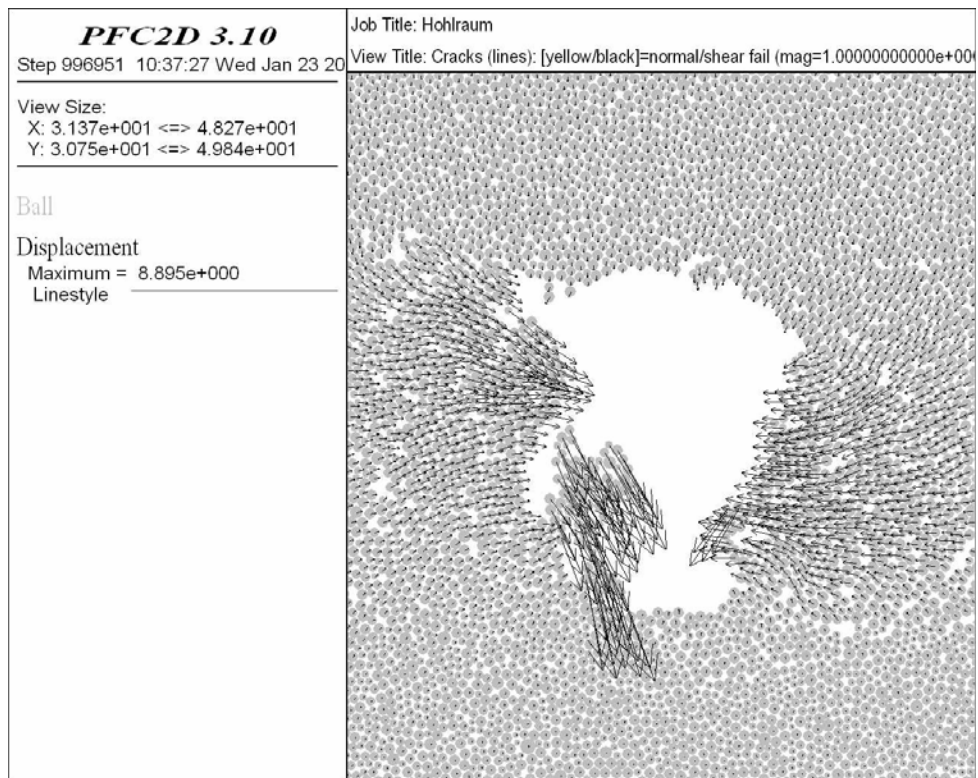 PFC2D 3.10
Step 996951 10:37:27 Wed Jan 23 20
View Size:
X: 3.137e+001 <=> 4.827e+001
Y: 3.075e+001 <=> 4.984e+001
Ball
Displacement
Maximum = 8.895e+000
Linestyle
Job Title: Hohlraum
View Title: Cracks (lines): [yellow/black]=normal/shear fail (mag=1.00000000000e+00